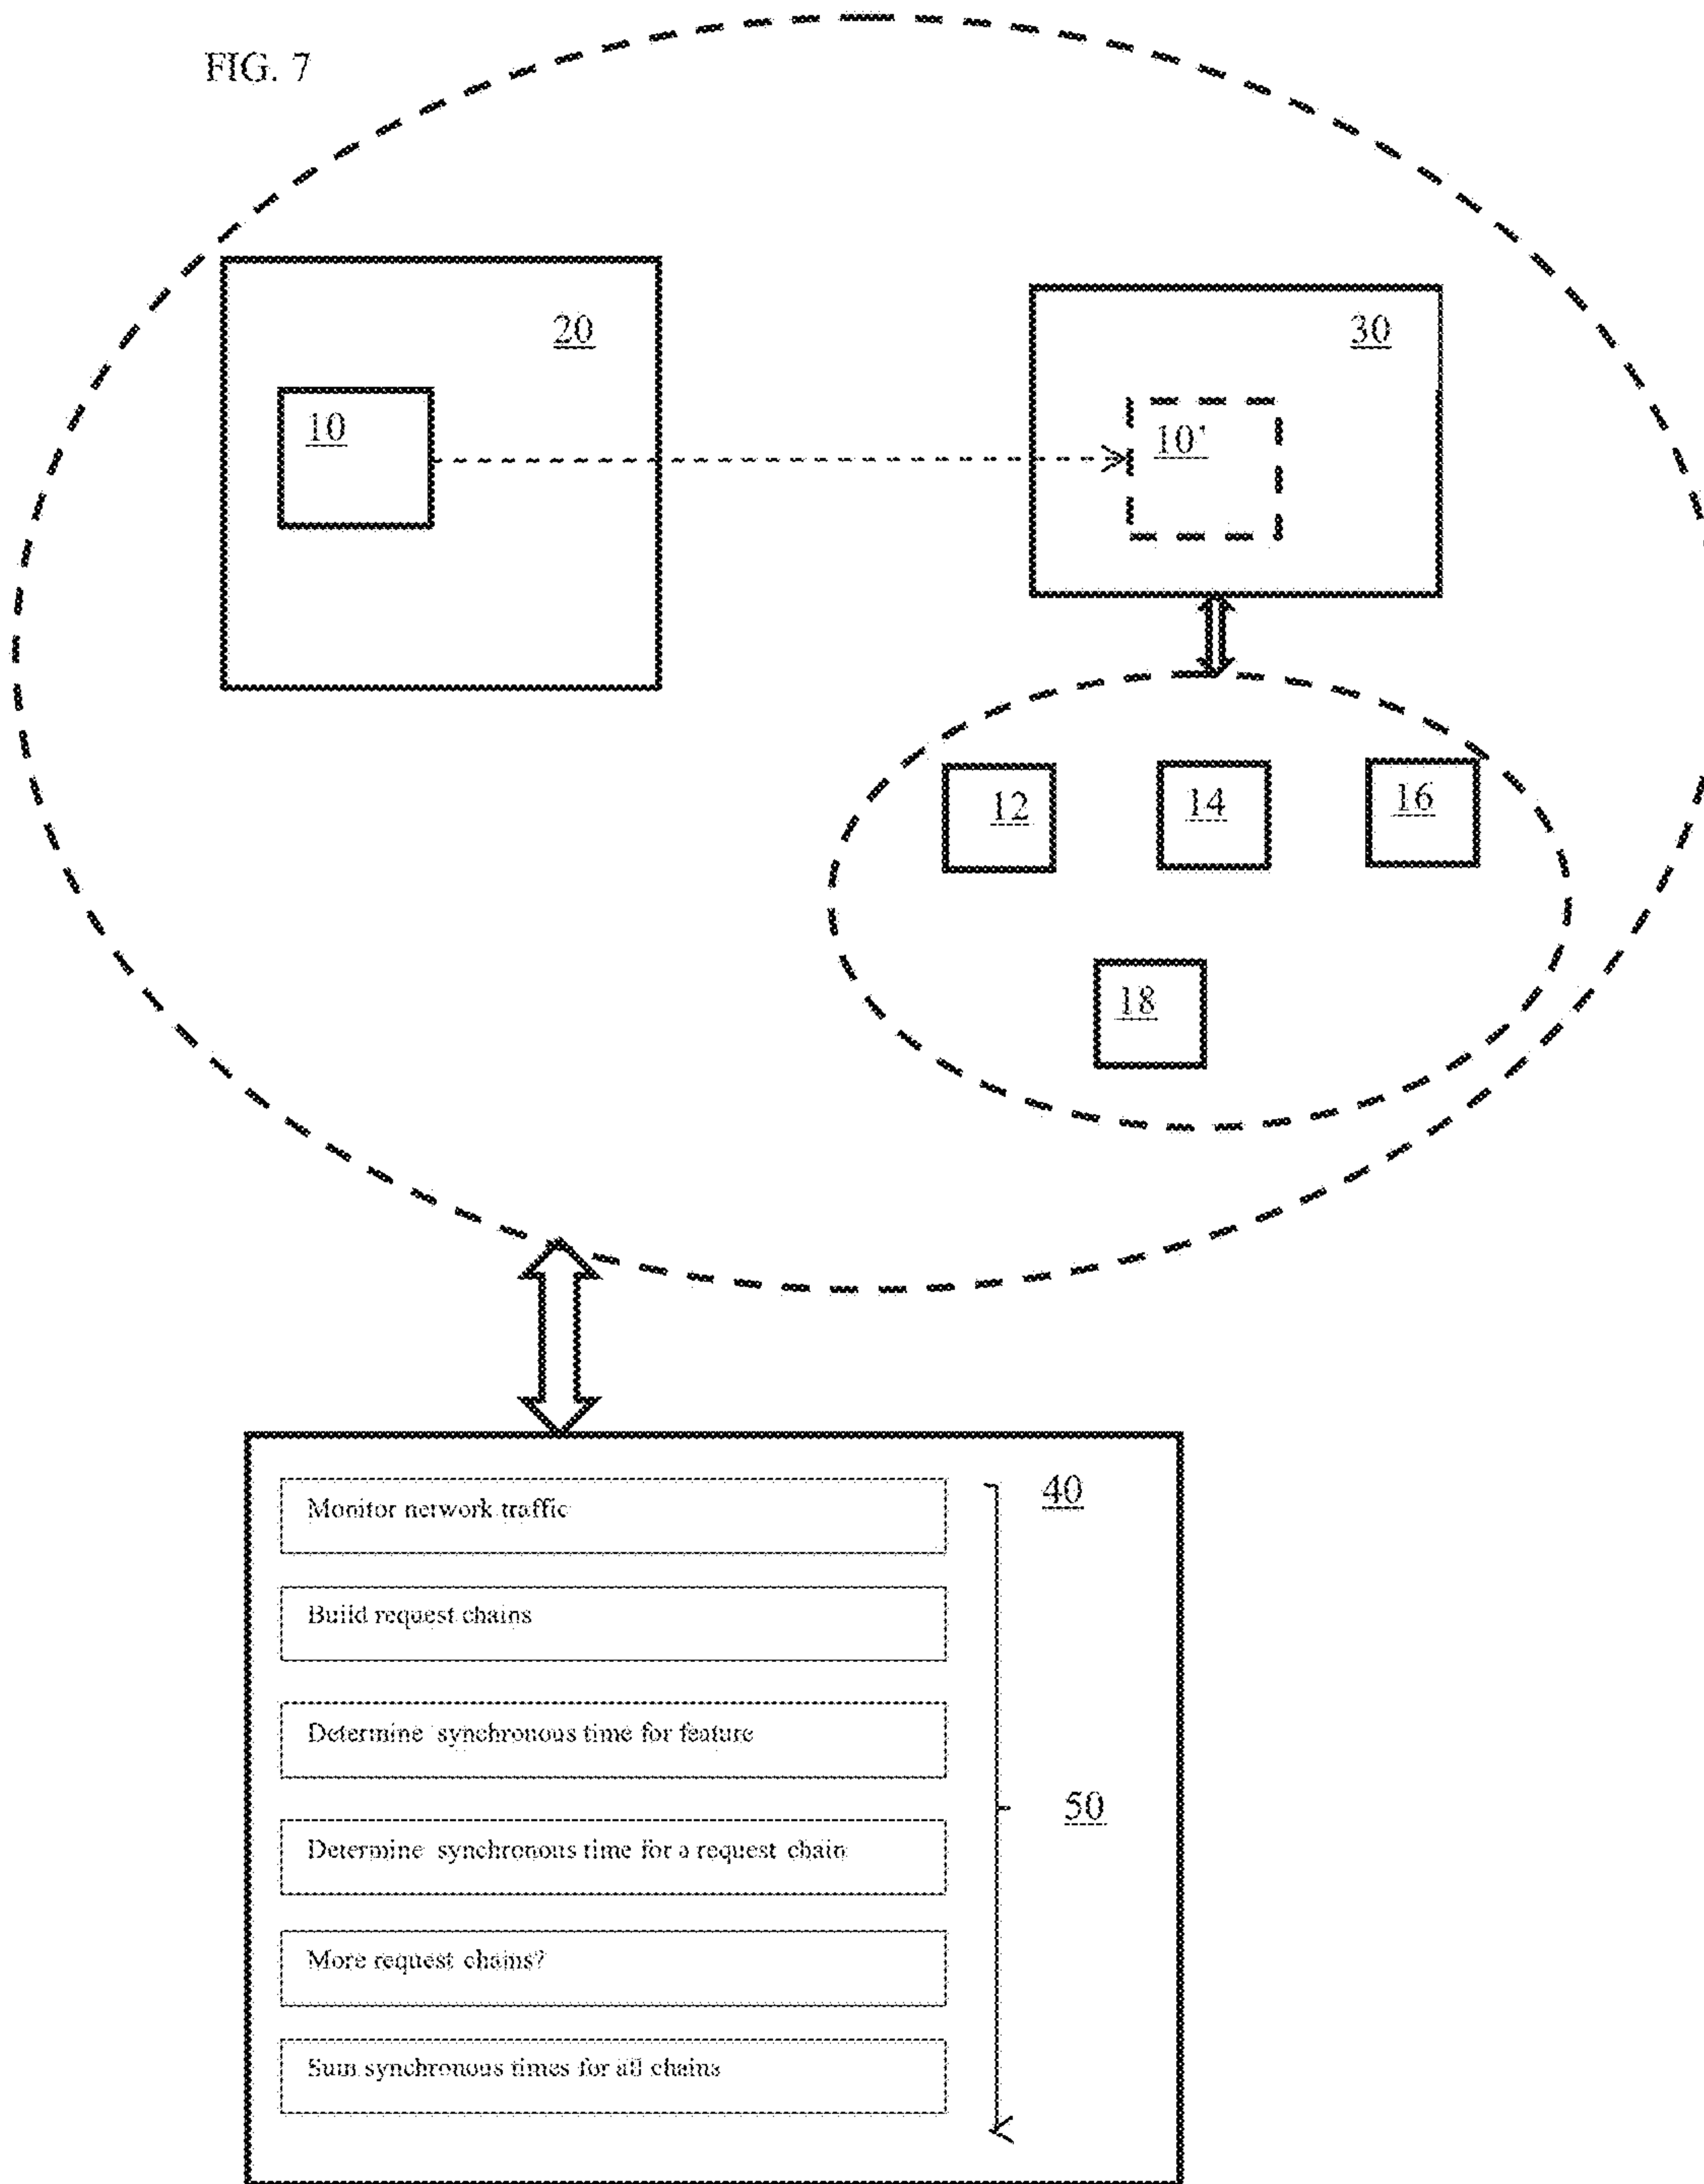 FIG. 7
20
30
10
10'
12
14
16
18
40
Monitor network traffic
Build request chains
Determine synchronous time for feature
50
Determine synchronous time for a request chain
More request chains?
Sum synchronous times for all chains